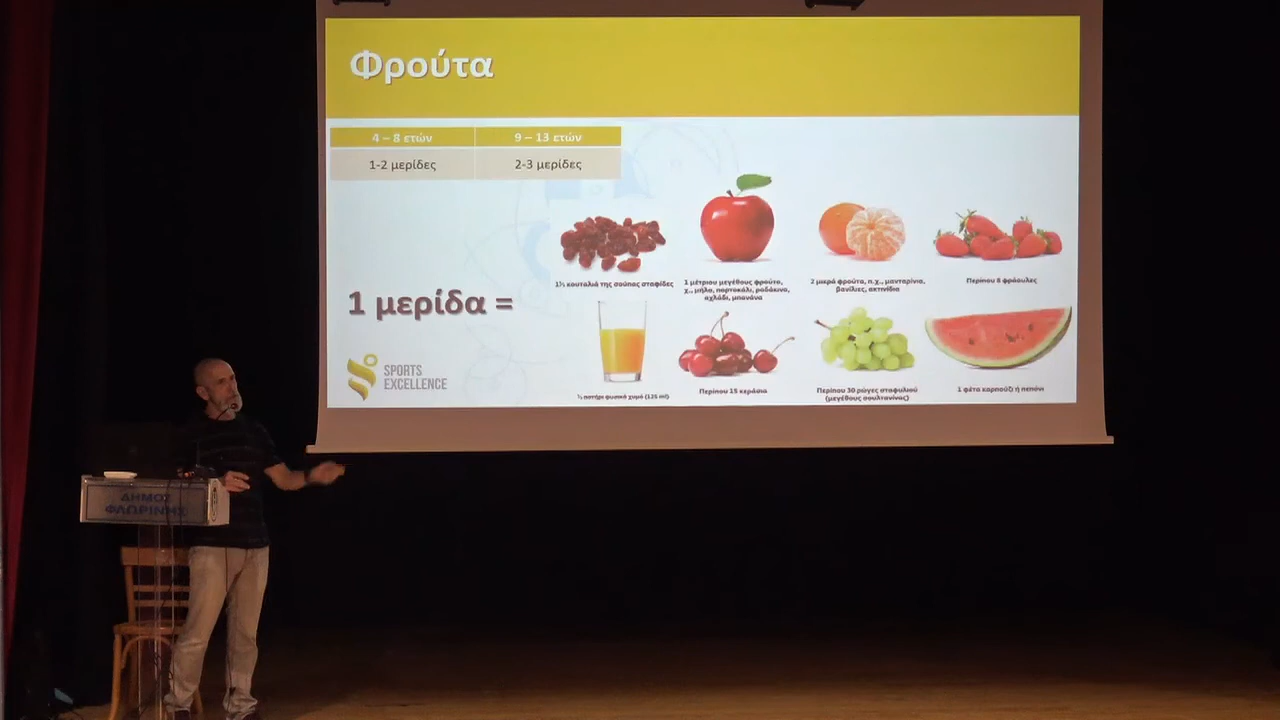 Φρούτα
4 – 8 ετών
9 – 13 ετών
1-2 μερίδες
2-3 μερίδες
1½ κουταλιά της σούπας σταφίδες
1 μέτριου μεγέθους φρούτο,
χ., μήλο, πορτοκάλι, ροδάκινο,
αχλάδι, μπανάνα
2 μικρά φρούτα, π.χ., μανταρίνια,
βανίλιες, ακτινίδια
Περίπου 8 φράουλες
1 μερίδα =
SPORTS
EXCELLENCE
½ ποτήρι φυσικό χυμό (125 ml)
Περίπου 15 κεράσια
Περίπου 30 ρώγες σταφυλιού
(μεγέθους σουλτανίνας)
1 φέτα καρπούζι ή πεπόνι
ΔΗΜΟΣ
ΦΛΩΡΙΝΗΣ